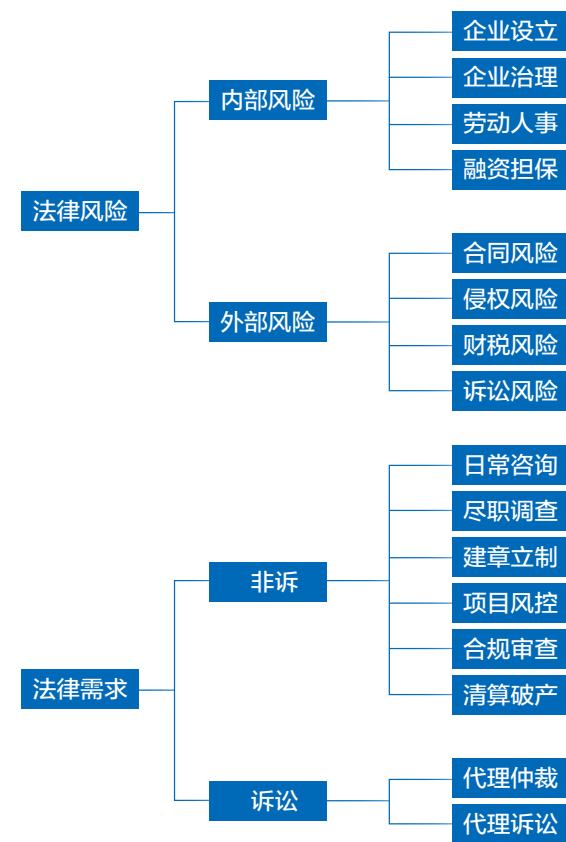 法律风险
内部风险
企业设立
企业治理
劳动人事
融资担保
外部风险
合同风险
侵权风险
财税风险
诉讼风险
法律需求
非诉
日常咨询
尽职调查
建章立制
项目风控
合规审查
清算破产
诉讼
代理仲裁
代理诉讼